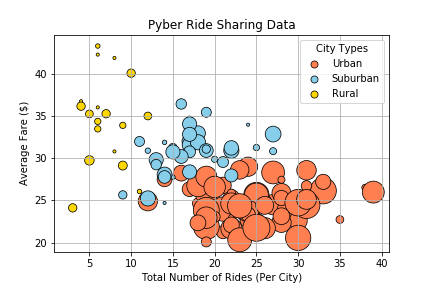 Pyber Ride Sharing Data
City Types
Urban
Suburban
Rural
Average Fare ($)
40
35
30
25
20
5 10 15 20 25 30 35 40
Total Number of Rides (Per City)